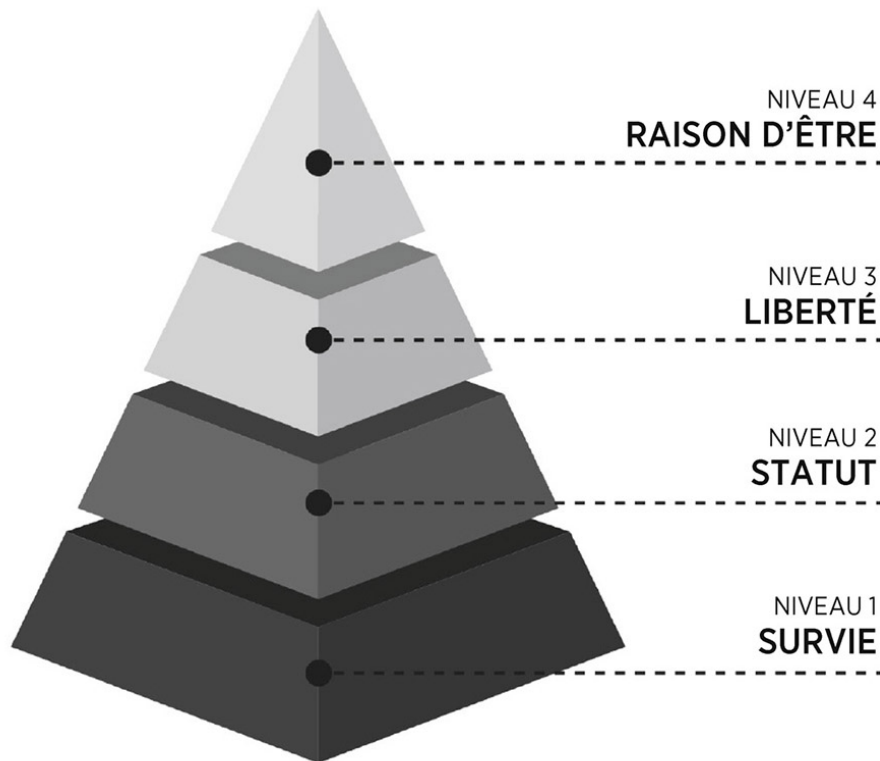 NIVEAU 4
RAISON D'ÊTRE
NIVEAU 3
LIBERTÉ
NIVEAU 2
STATUT
NIVEAU 1
SURVIE